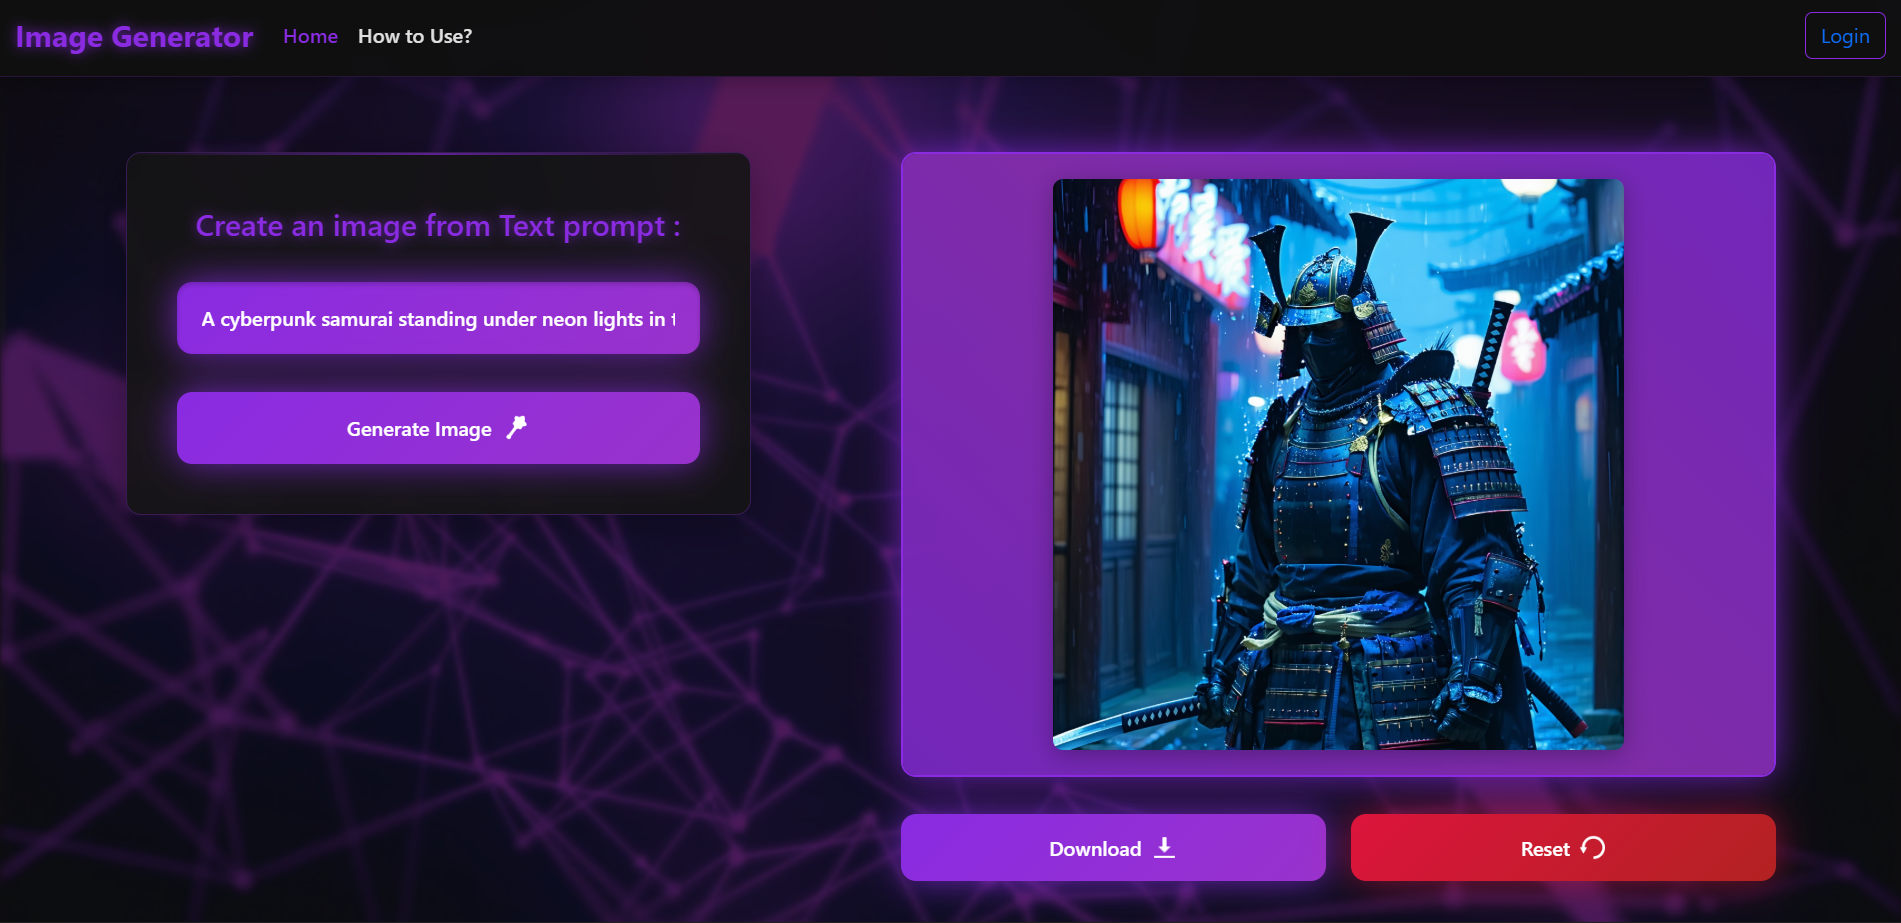 Image Generator
Home
How to Use?
Login
Create an image from Text prompt :
A cyberpunk samurai standing under neon lights in t
Generate Image
Download
Reset